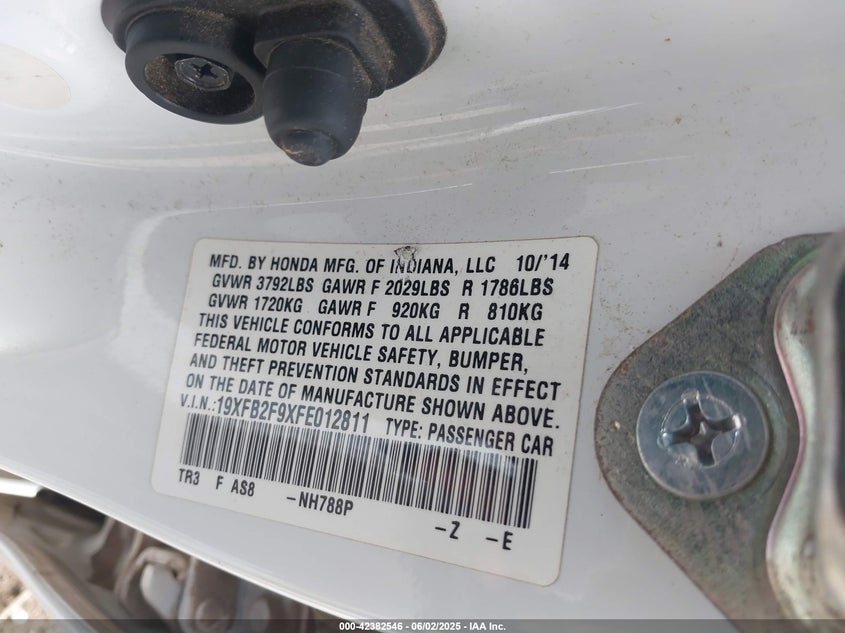 MFD. BY HONDA MFG. OF INDIANA, LLC 10/'14
GVWR 3792LBS GAWR F 2029LBS R 1786LBS
GVWR 1720KG GAWR F 920KG R 810KG
THIS VEHICLE CONFORMS TO ALL APPLICABLE
FEDERAL MOTOR VEHICLE SAFETY, BUMPER,
AND THEFT PREVENTION STANDARDS IN EFFECT
ON THE DATE OF MANUFACTURE SHOWN ABOVE.
V.I.N.:19XFB2F9XFE012811 TYPE: PASSENGER CAR
TR3 F AS8 -NH788P -Z -E
000-42382546 - 06/02/2025 - IAA Inc.